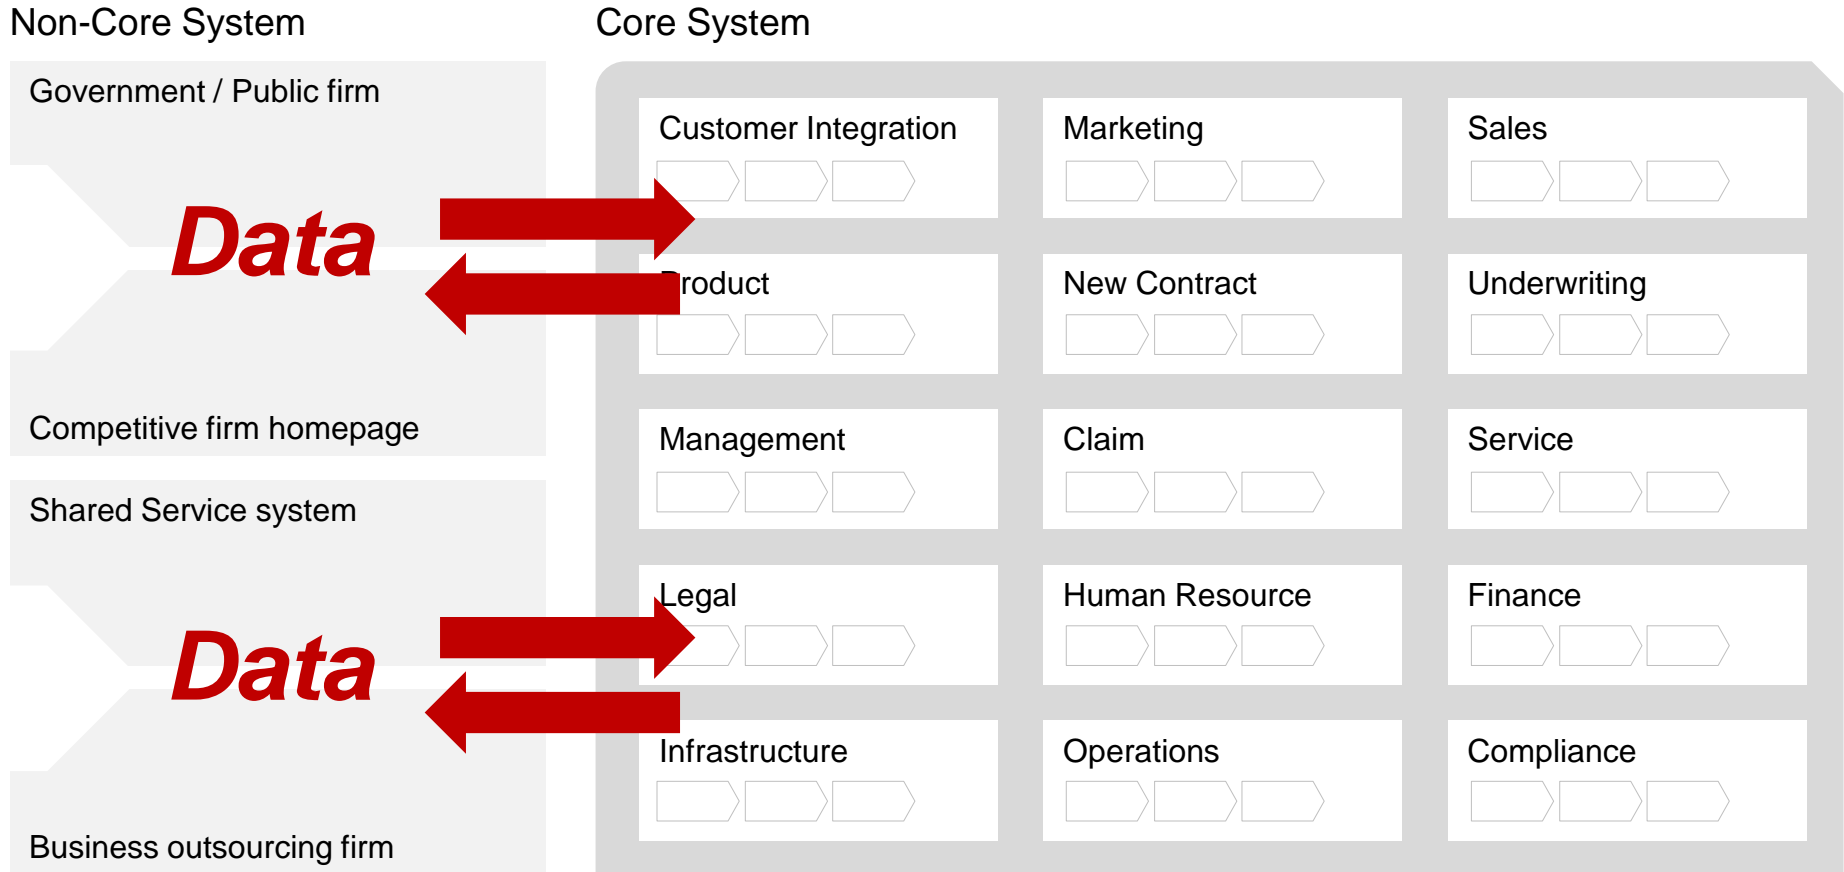 Non-Core System
Core System
Government / Public firm
Data
Competitive firm homepage
Shared Service system
Data
Business outsourcing firm
Customer Integration
Marketing
Sales
Product
New Contract
Underwriting
Management
Claim
Service
Legal
Human Resource
Finance
Infrastructure
Operations
Compliance